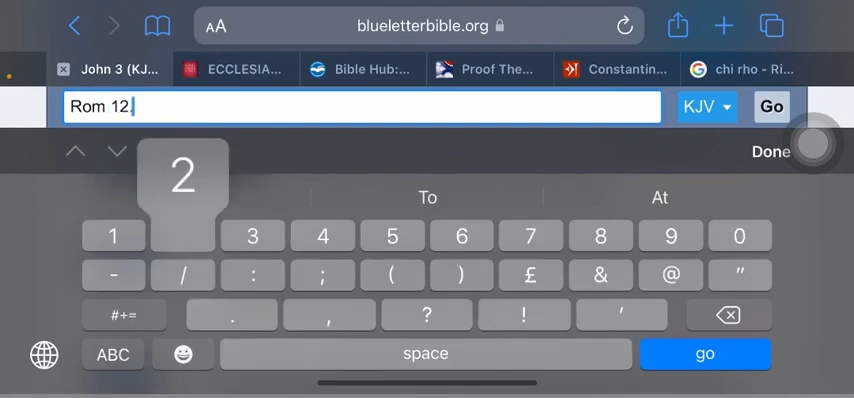 AA blueletterbible.org
John 3 (KJ... ECCLESIA... Bible Hub:... Proof The... Constantin... chi rho - Ri...
Rom 12. KJV Go
Done
2
To At
1 3 4 5 6 7 8 9 0
- / : ; ( ) £ & @ "
#+= . , ? ! '
ABC space go